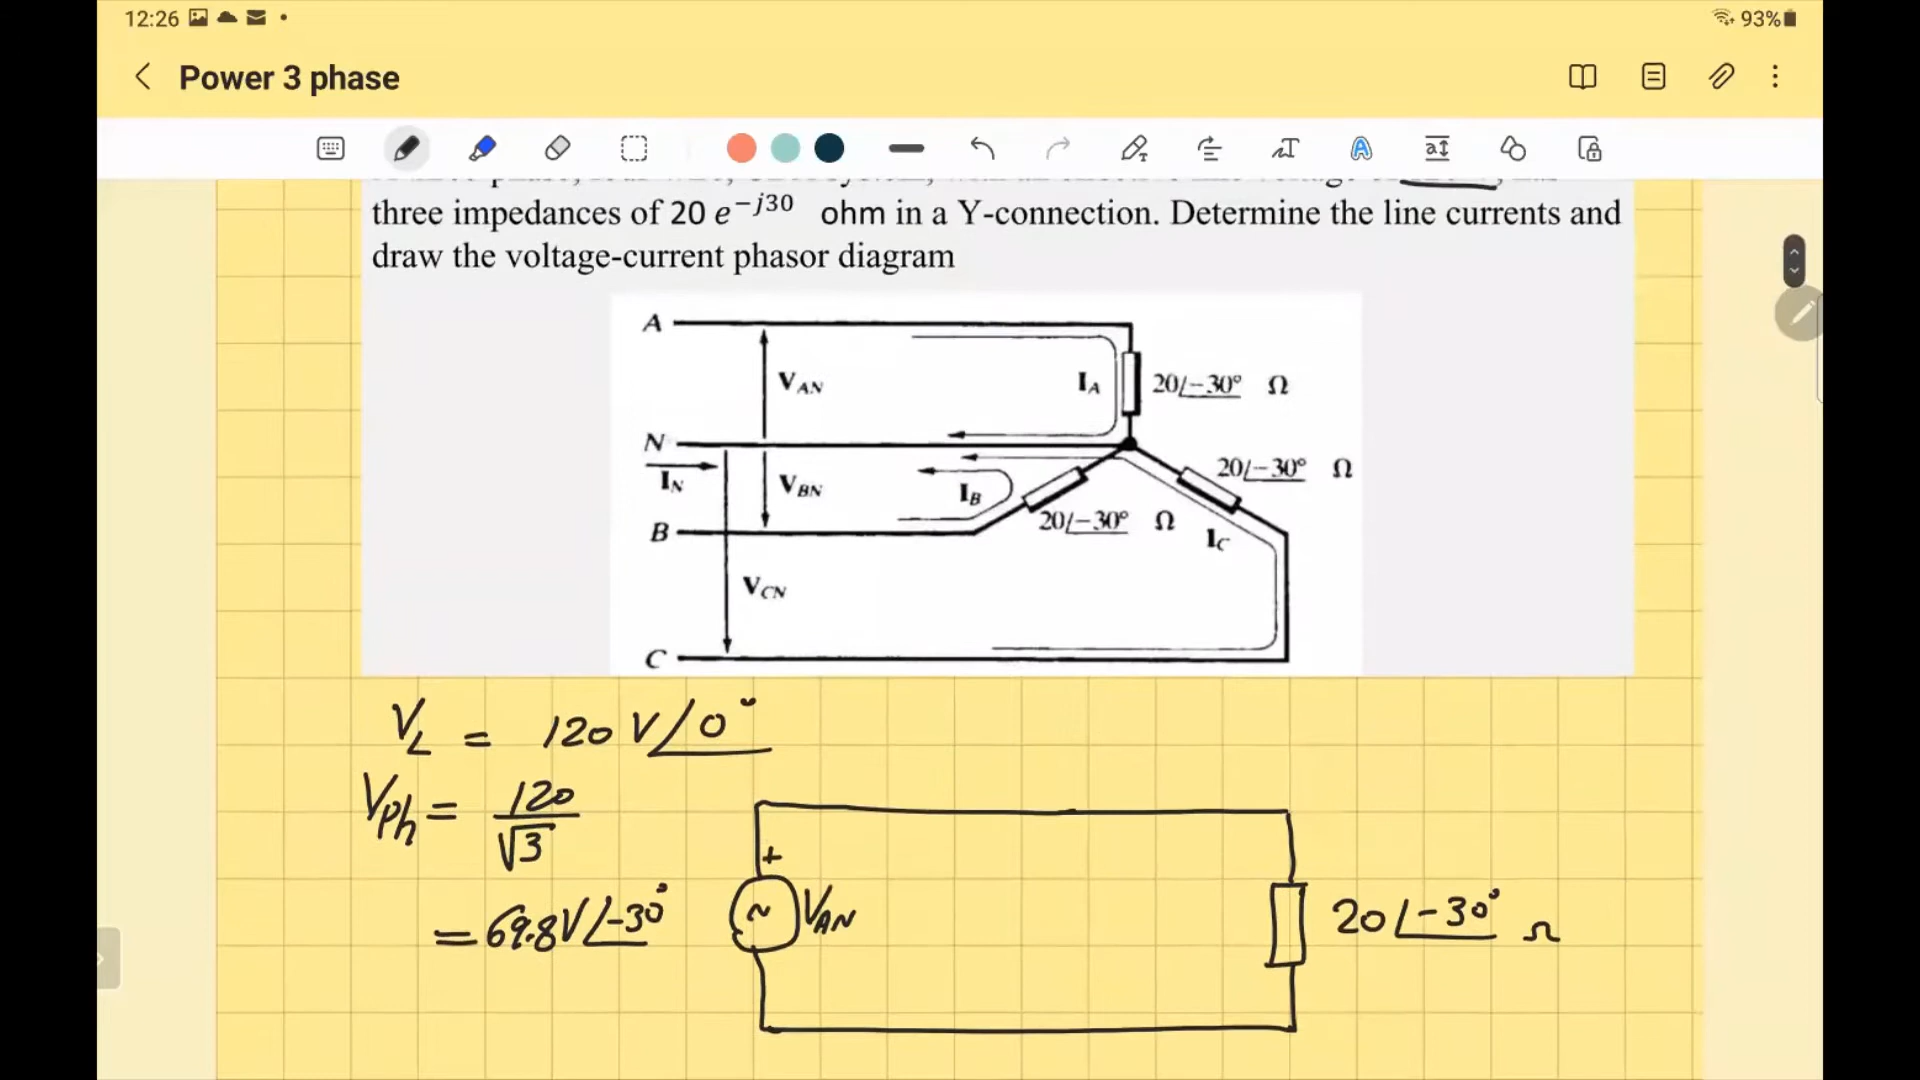 12:26
93%
Power 3 phase
three impedances of 20 e^−j30 ohm in a Y-connection. Determine the line currents and
draw the voltage-current phasor diagram
A
V_AN
I_A
20/−30° Ω
N
I_N
V_BN
I_B
20/−30° Ω
20/−30° Ω
B
I_C
V_CN
C
V_L = 120 V/0°
V_Ph = 120/√3
= 69.8V/-30°
+
~
V_AN
20/-30° Ω